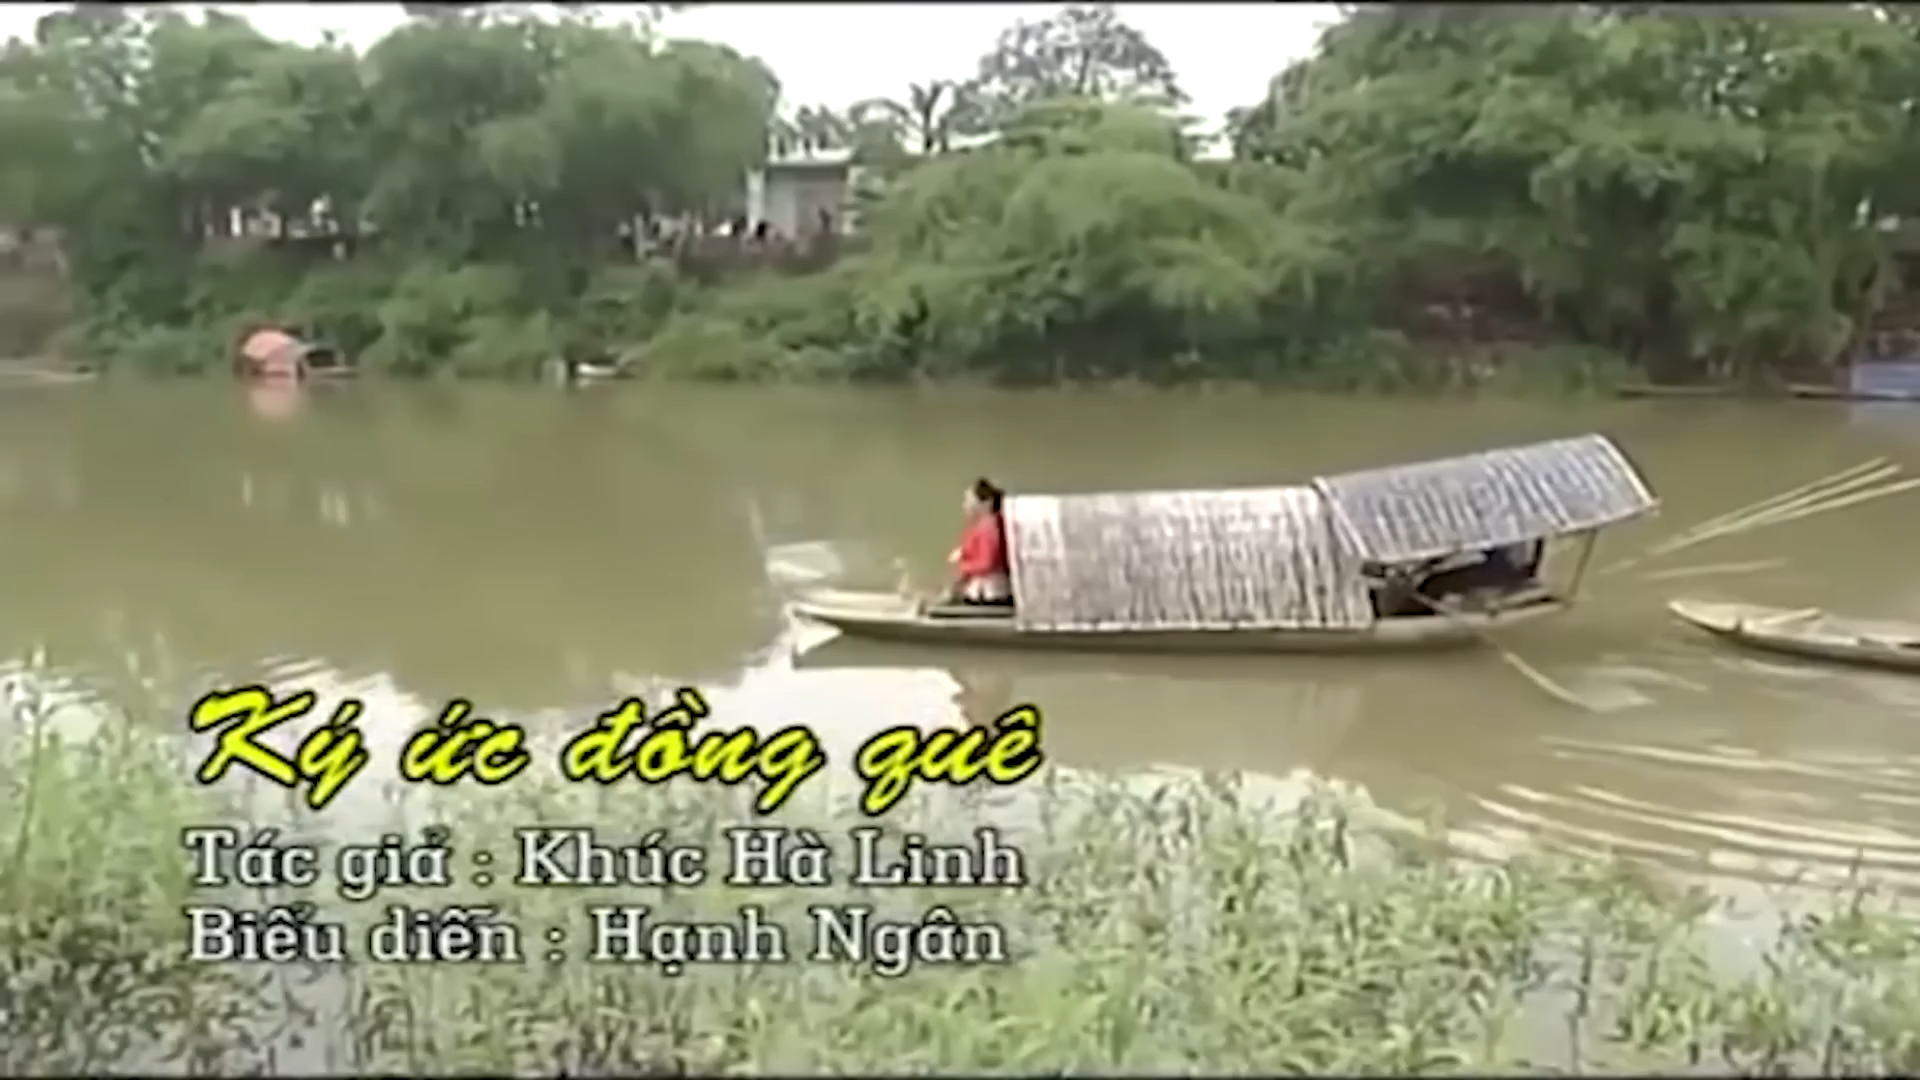 Ký ức đồng quê
Tác giả : Khúc Hà Linh
Biểu diễn : Hạnh Ngân